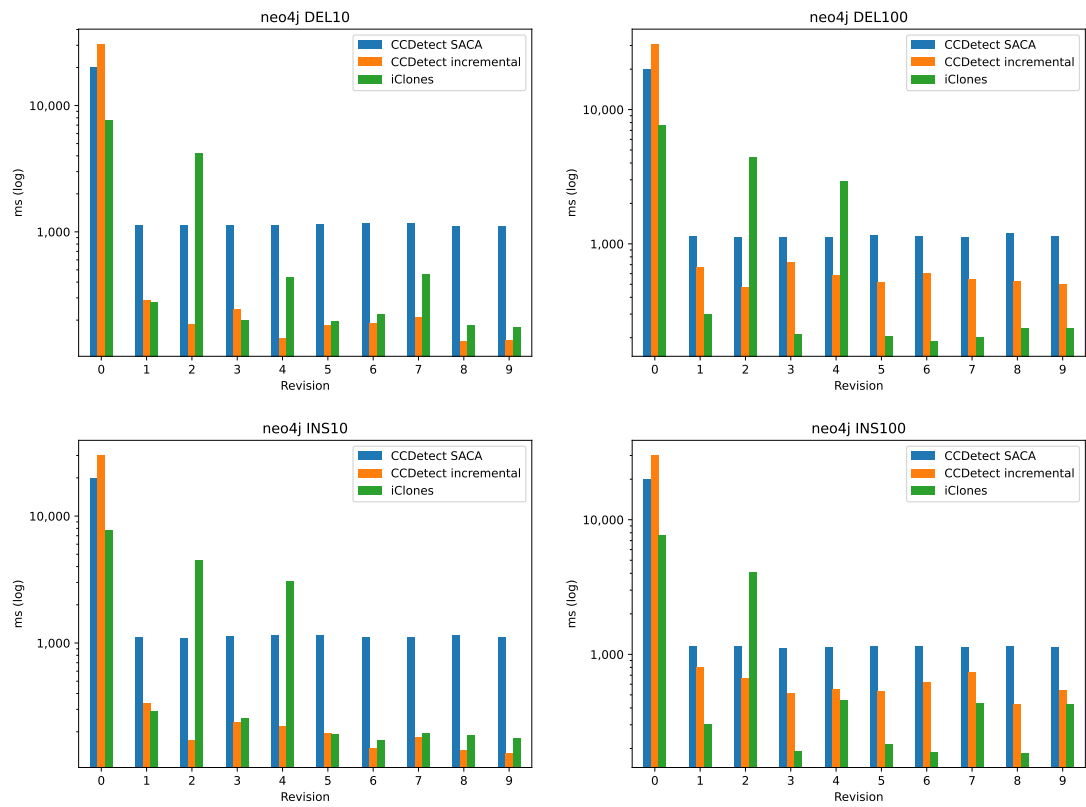 neo4j DEL10
CCDetect SACA
CCDetect incremental
iClones
10,000
1,000
ms (log)
0 1 2 3 4 5 6 7 8 9
Revision
neo4j DEL100
CCDetect SACA
CCDetect incremental
iClones
10,000
1,000
ms (log)
0 1 2 3 4 5 6 7 8 9
Revision
neo4j INS10
CCDetect SACA
CCDetect incremental
iClones
10,000
1,000
ms (log)
0 1 2 3 4 5 6 7 8 9
Revision
neo4j INS100
CCDetect SACA
CCDetect incremental
iClones
10,000
1,000
ms (log)
0 1 2 3 4 5 6 7 8 9
Revision